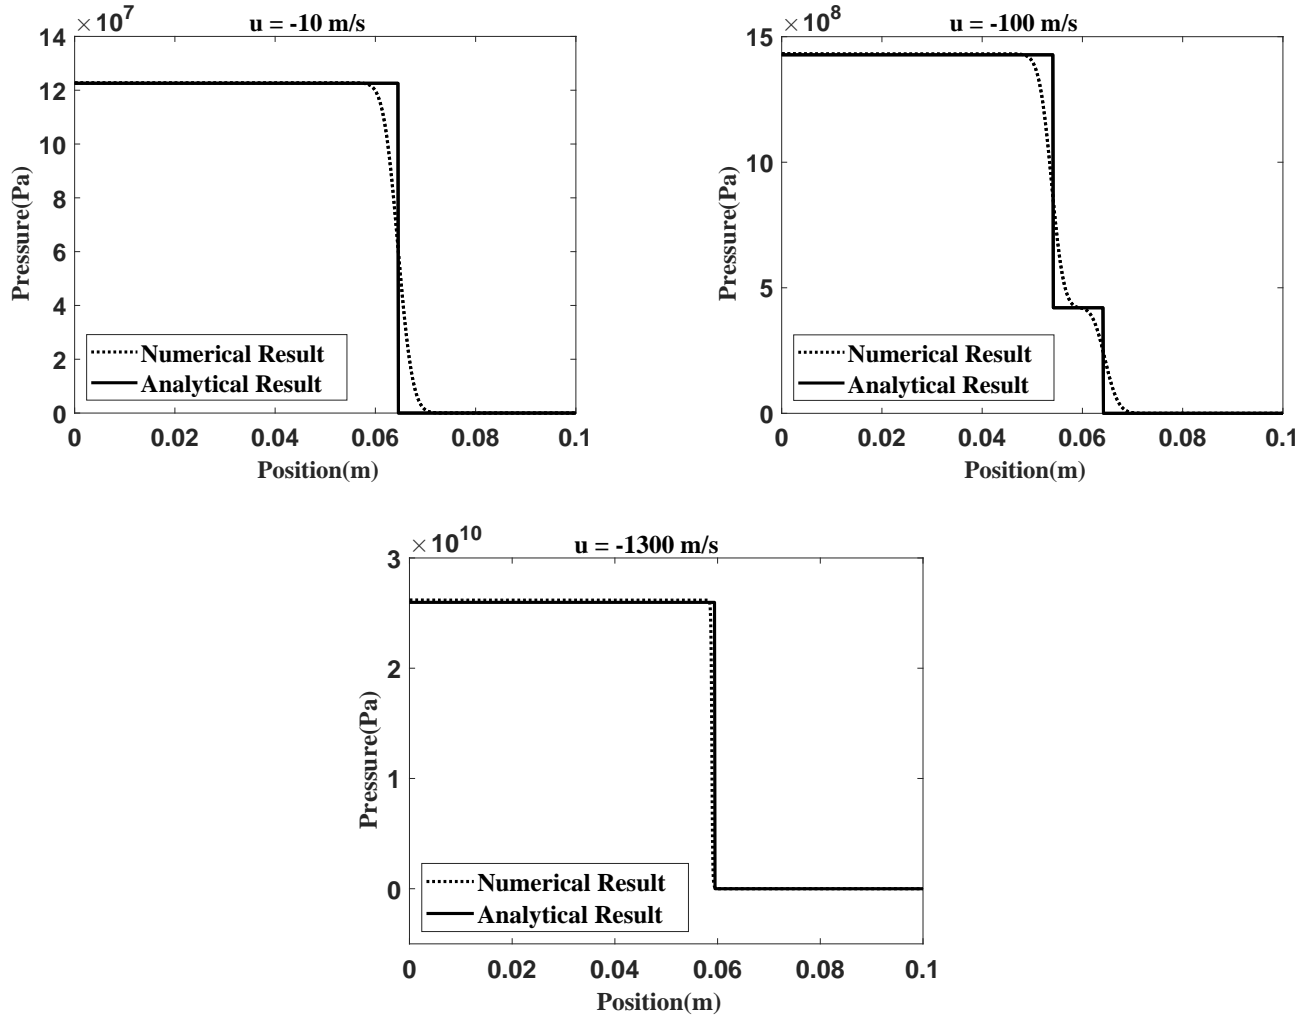 ×10^7
u = -10 m/s
14
12
10
8
6
4
2
0
Pressure(Pa)
Numerical Result
Analytical Result
0 0.02 0.04 0.06 0.08 0.1
Position(m)
×10^8
u = -100 m/s
15
10
5
0
Pressure(Pa)
Numerical Result
Analytical Result
0 0.02 0.04 0.06 0.08 0.1
Position(m)
×10^10
u = -1300 m/s
3
2
1
0
Pressure(Pa)
Numerical Result
Analytical Result
0 0.02 0.04 0.06 0.08 0.1
Position(m)